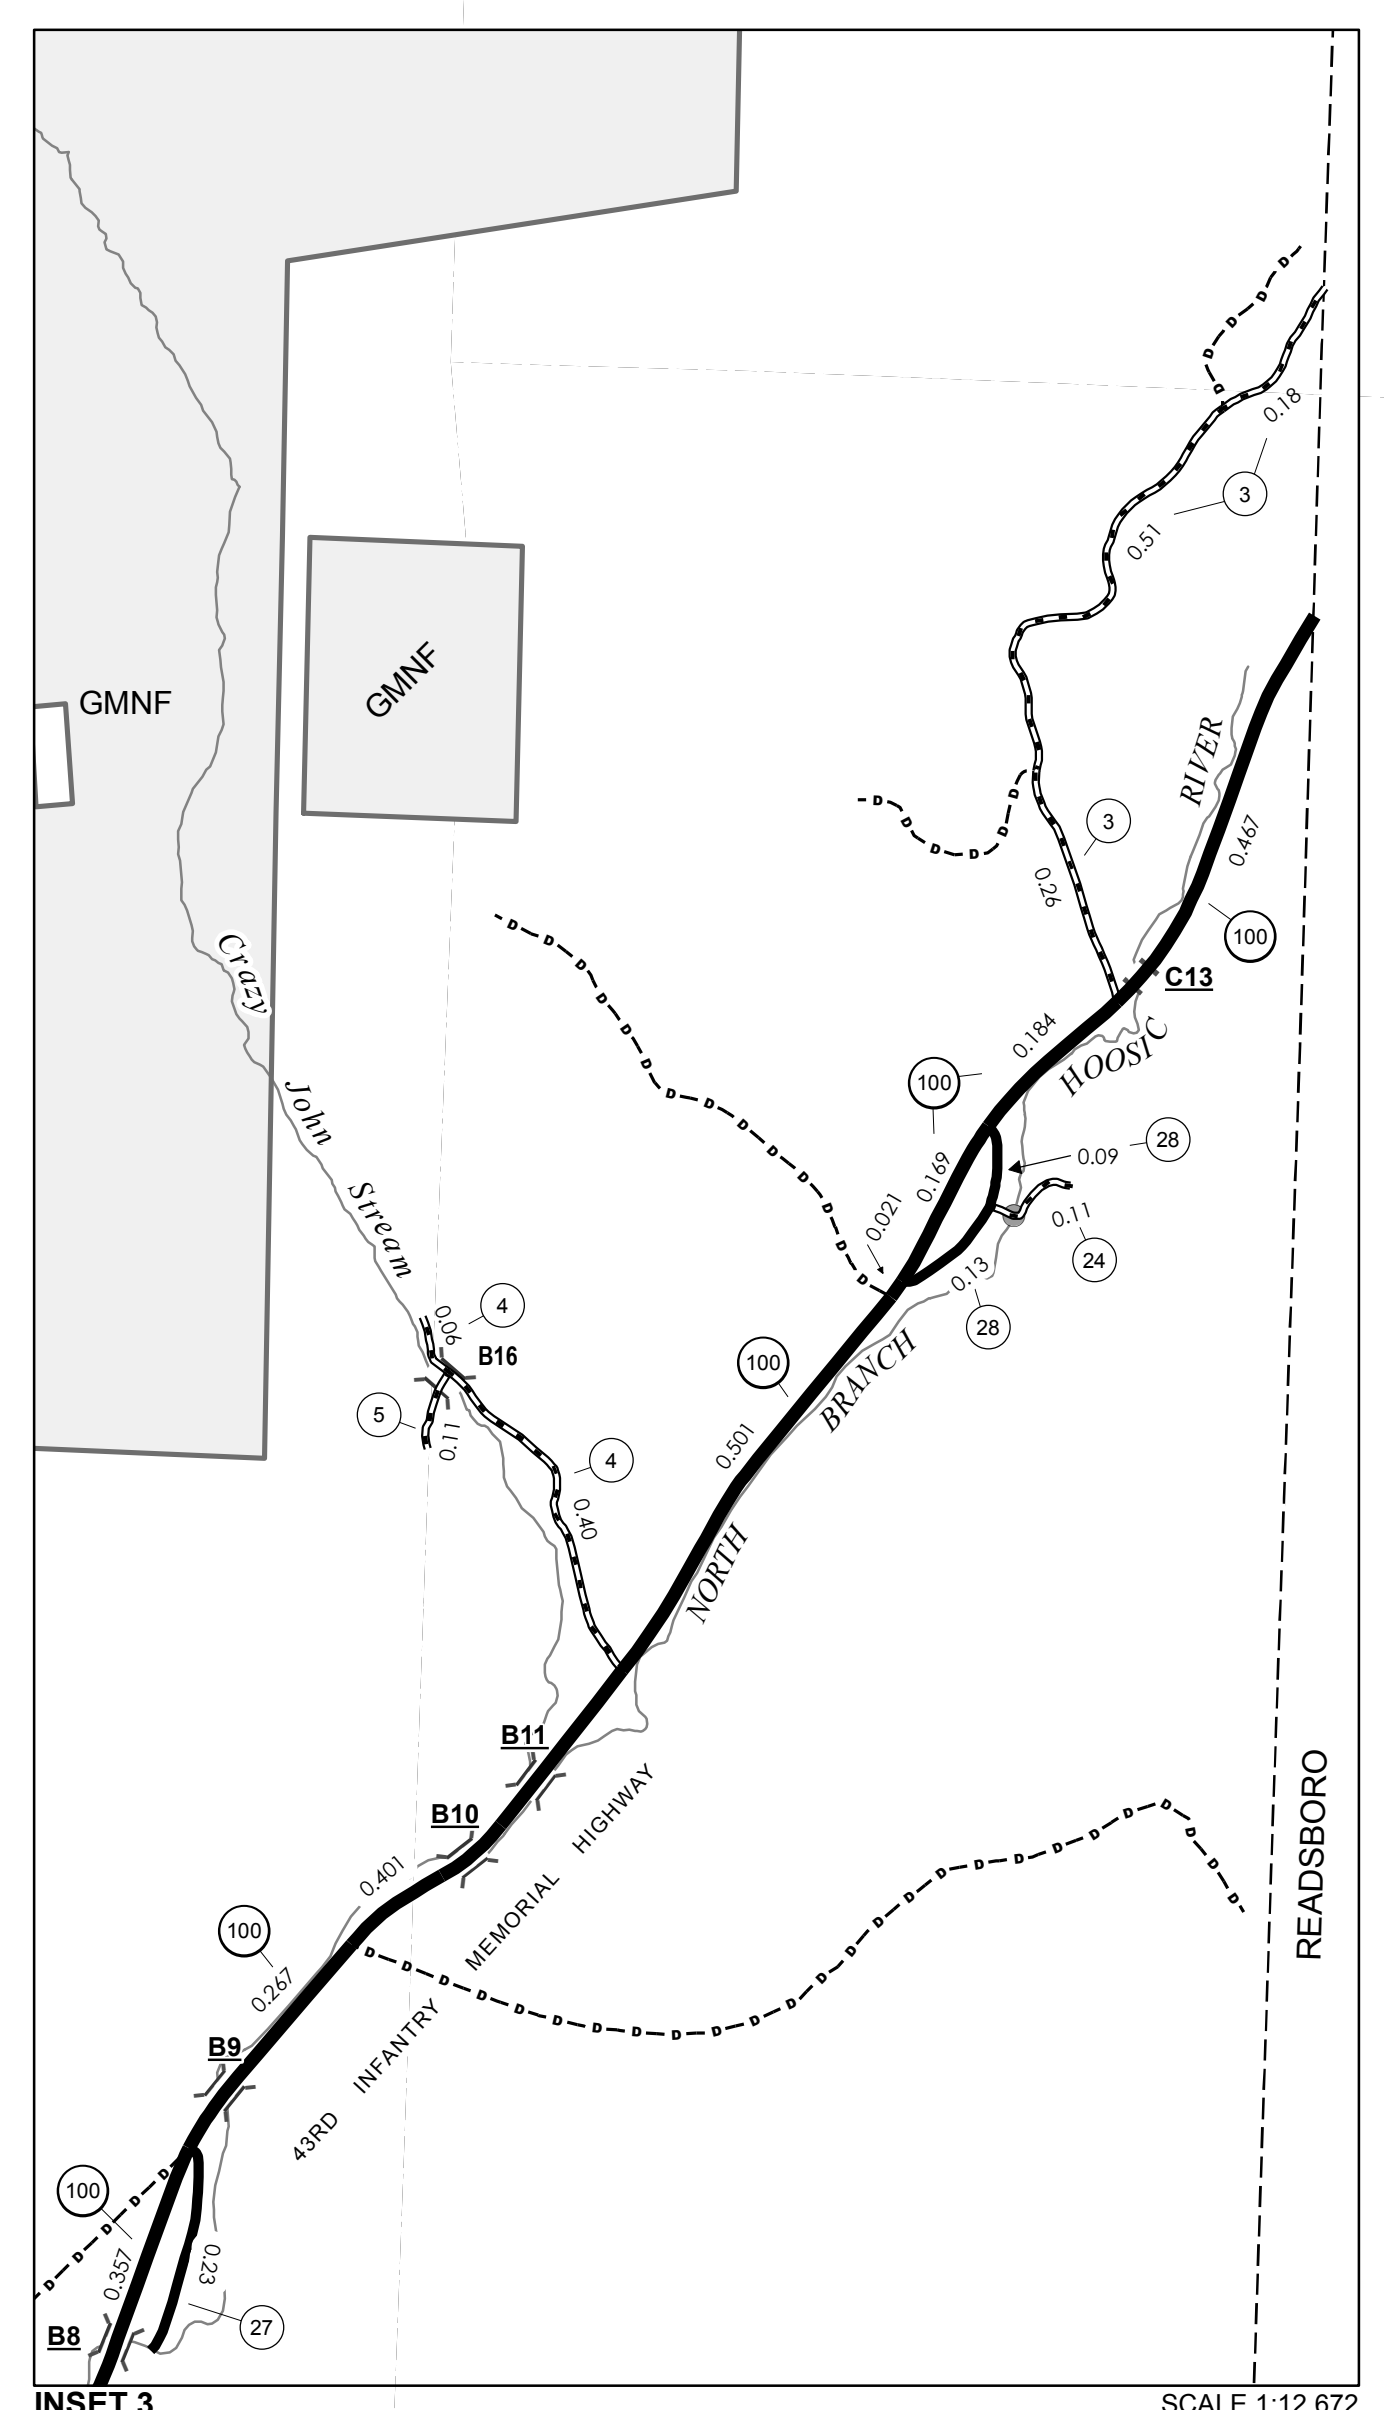 0.18
3
0.51
GMNF
GMNF
RIVER
3
0.467
0.26
100
Crazy
C13
0.184
HOOSIC
100
John
28
0.09
0.169
Stream
0.021
0.11
24
0.13
4
0.06
28
B16
100
BRANCH
5
0.11
0.501
4
0.40
NORTH
B11
HIGHWAY
READSBORO
B10
0.401
MEMORIAL
100
0.267
INFANTRY
B9
43RD
100
0.357
0.23
27
B8
INSET 3
SCALE 1:12,672
D D D D D
D D D D D
D D D D D D D D D D D D D D D
D D D D D D D D D D D D D D D D D D D D D D D D
D D D D D